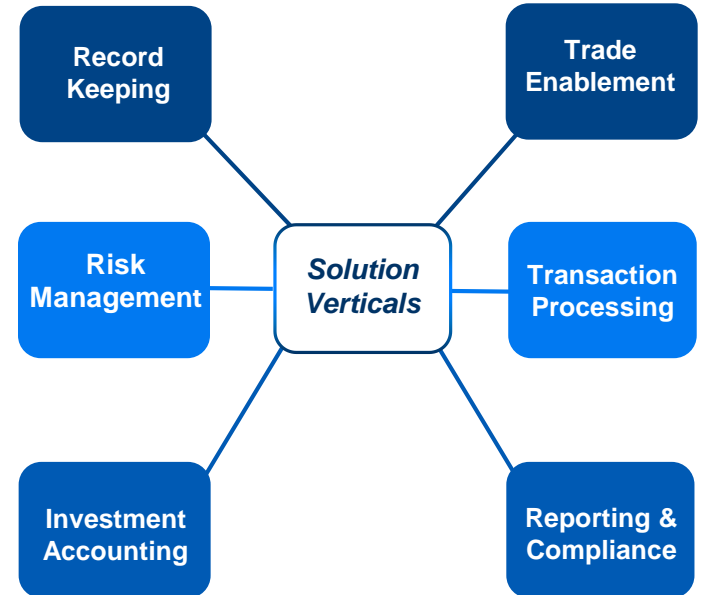 Record
Keeping
Trade
Enablement
Risk
Management
Solution
Verticals
Transaction
Processing
Investment
Accounting
Reporting &
Compliance